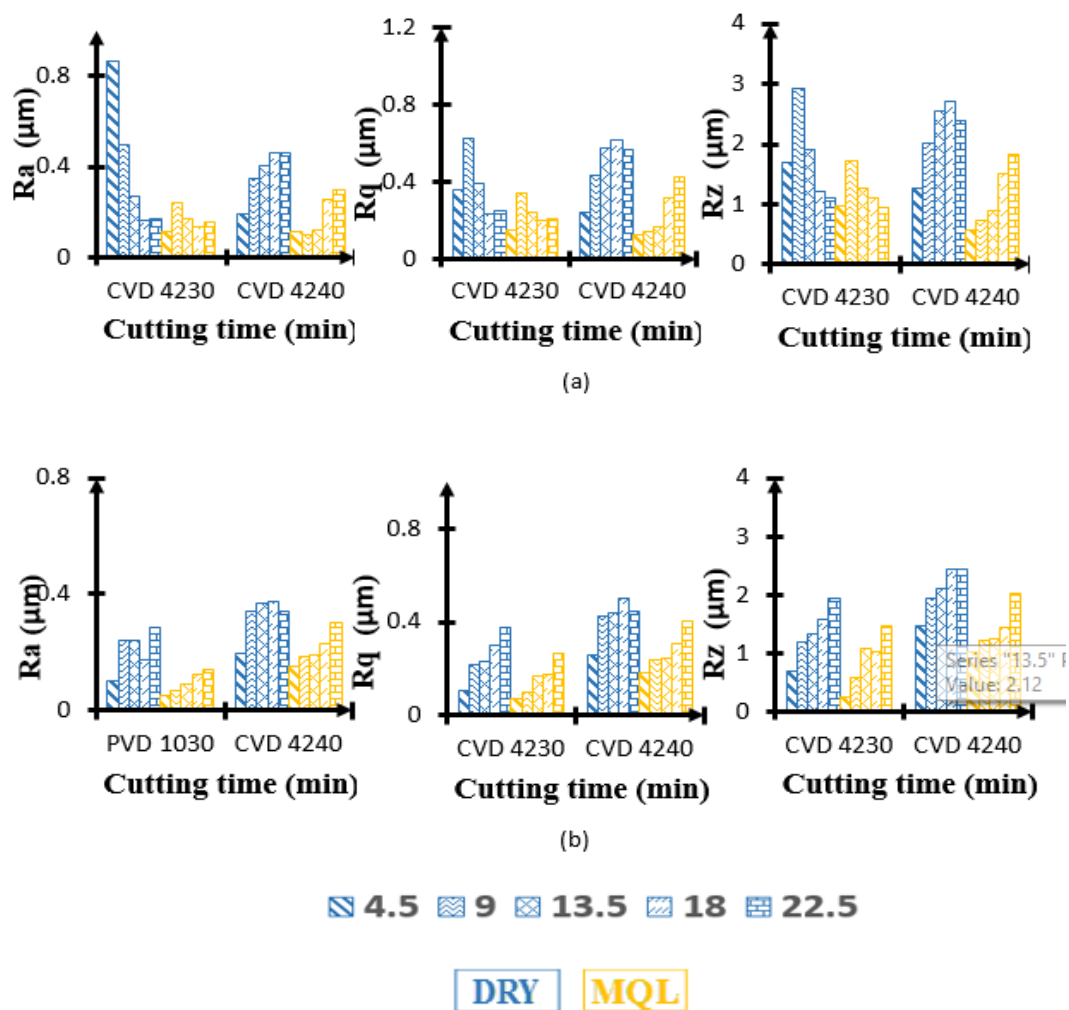 Ra (μm)
0.8
0.4
0
CVD 4230 CVD 4240
Cutting time (min)
Rq (μm)
1.2
0.8
0.4
0
CVD 4230 CVD 4240
Cutting time (min)
Rz (μm)
4
3
2
1
0
CVD 4230 CVD 4240
Cutting time (min)
(a)
Ra (μm)
0.8
0.4
0
PVD 1030 CVD 4240
Cutting time (min)
Rq (μm)
0.8
0.4
0
CVD 4230 CVD 4240
Cutting time (min)
Rz (μm)
4
3
2
1
0
Series "13.5" P
Value: 2.12
CVD 4230 CVD 4240
Cutting time (min)
(b)
4.5 9 13.5 18 22.5
DRY MQL